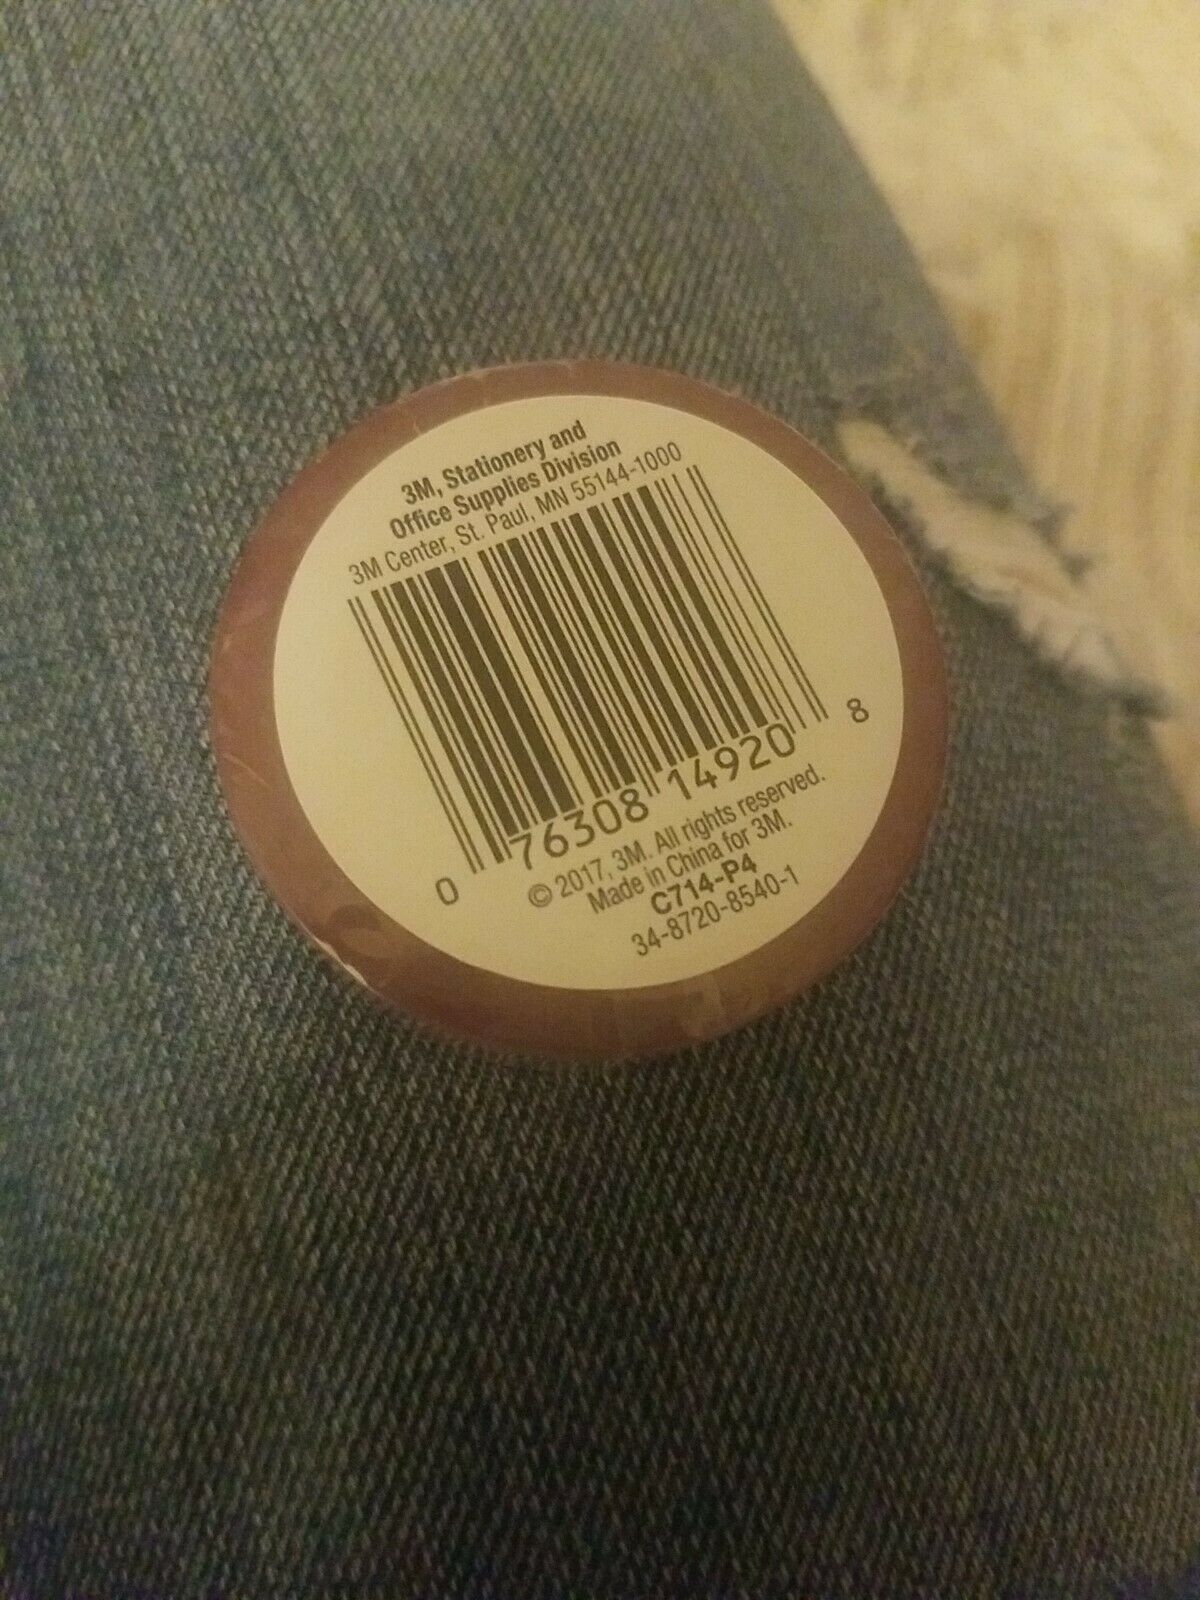 3M, Stationery and
Office Supplies Division
3M Center, St. Paul, MN 55144-1000
0 76308 14920 8
© 2017, 3M. All rights reserved.
Made in China for 3M.
C714-P4
34-8720-8540-1